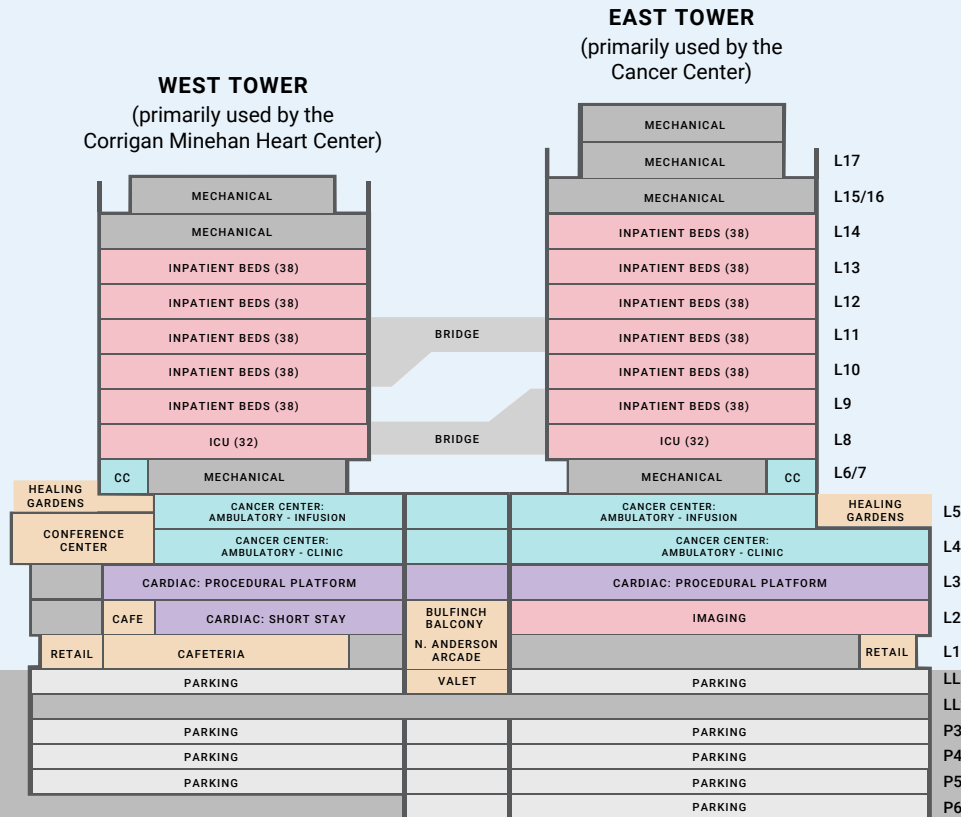 EAST TOWER
(primarily used by the
Cancer Center)
WEST TOWER
(primarily used by the
Corrigan Minehan Heart Center)
MECHANICAL
MECHANICAL
L17
MECHANICAL
MECHANICAL
L15/16
MECHANICAL
INPATIENT BEDS (38)
L14
INPATIENT BEDS (38)
INPATIENT BEDS (38)
L13
INPATIENT BEDS (38)
INPATIENT BEDS (38)
L12
INPATIENT BEDS (38)
BRIDGE
INPATIENT BEDS (38)
L11
INPATIENT BEDS (38)
INPATIENT BEDS (38)
L10
INPATIENT BEDS (38)
INPATIENT BEDS (38)
L9
ICU (32)
BRIDGE
ICU (32)
L8
CC
MECHANICAL
MECHANICAL
CC
L6/7
HEALING
GARDENS
CANCER CENTER:
AMBULATORY - INFUSION
CANCER CENTER:
AMBULATORY - INFUSION
HEALING
GARDENS
L5
CONFERENCE
CENTER
CANCER CENTER:
AMBULATORY - CLINIC
CANCER CENTER:
AMBULATORY - CLINIC
L4
CARDIAC: PROCEDURAL PLATFORM
CARDIAC: PROCEDURAL PLATFORM
L3
CAFE
CARDIAC: SHORT STAY
BULFINCH
BALCONY
IMAGING
L2
RETAIL
CAFETERIA
N. ANDERSON
ARCADE
RETAIL
L1
PARKING
VALET
PARKING
LL
LL
PARKING
PARKING
P3
PARKING
PARKING
P4
PARKING
PARKING
P5
PARKING
P6